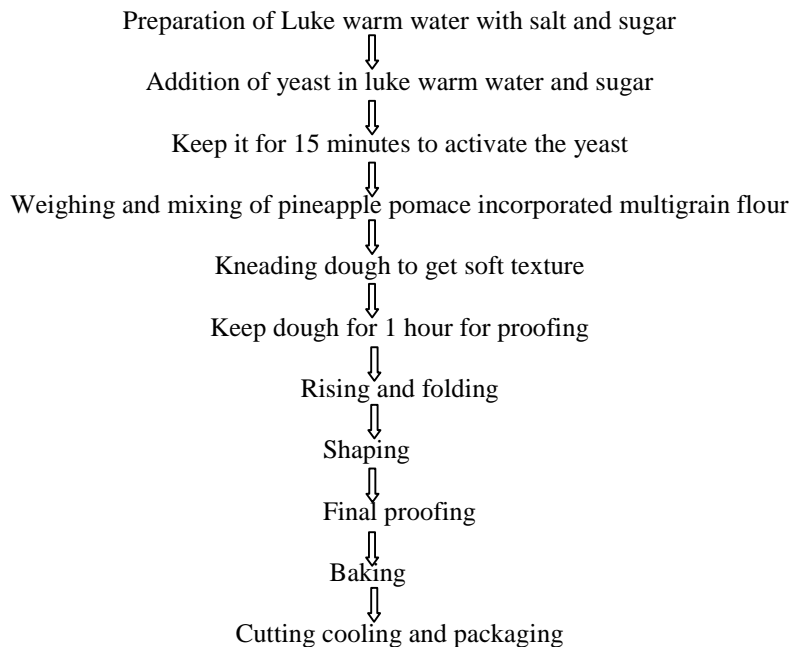 Preparation of Luke warm water with salt and sugar
Addition of yeast in luke warm water and sugar
Keep it for 15 minutes to activate the yeast
Weighing and mixing of pineapple pomace incorporated multigrain flour
Kneading dough to get soft texture
Keep dough for 1 hour for proofing
Rising and folding
Shaping
Final proofing
Baking
Cutting cooling and packaging